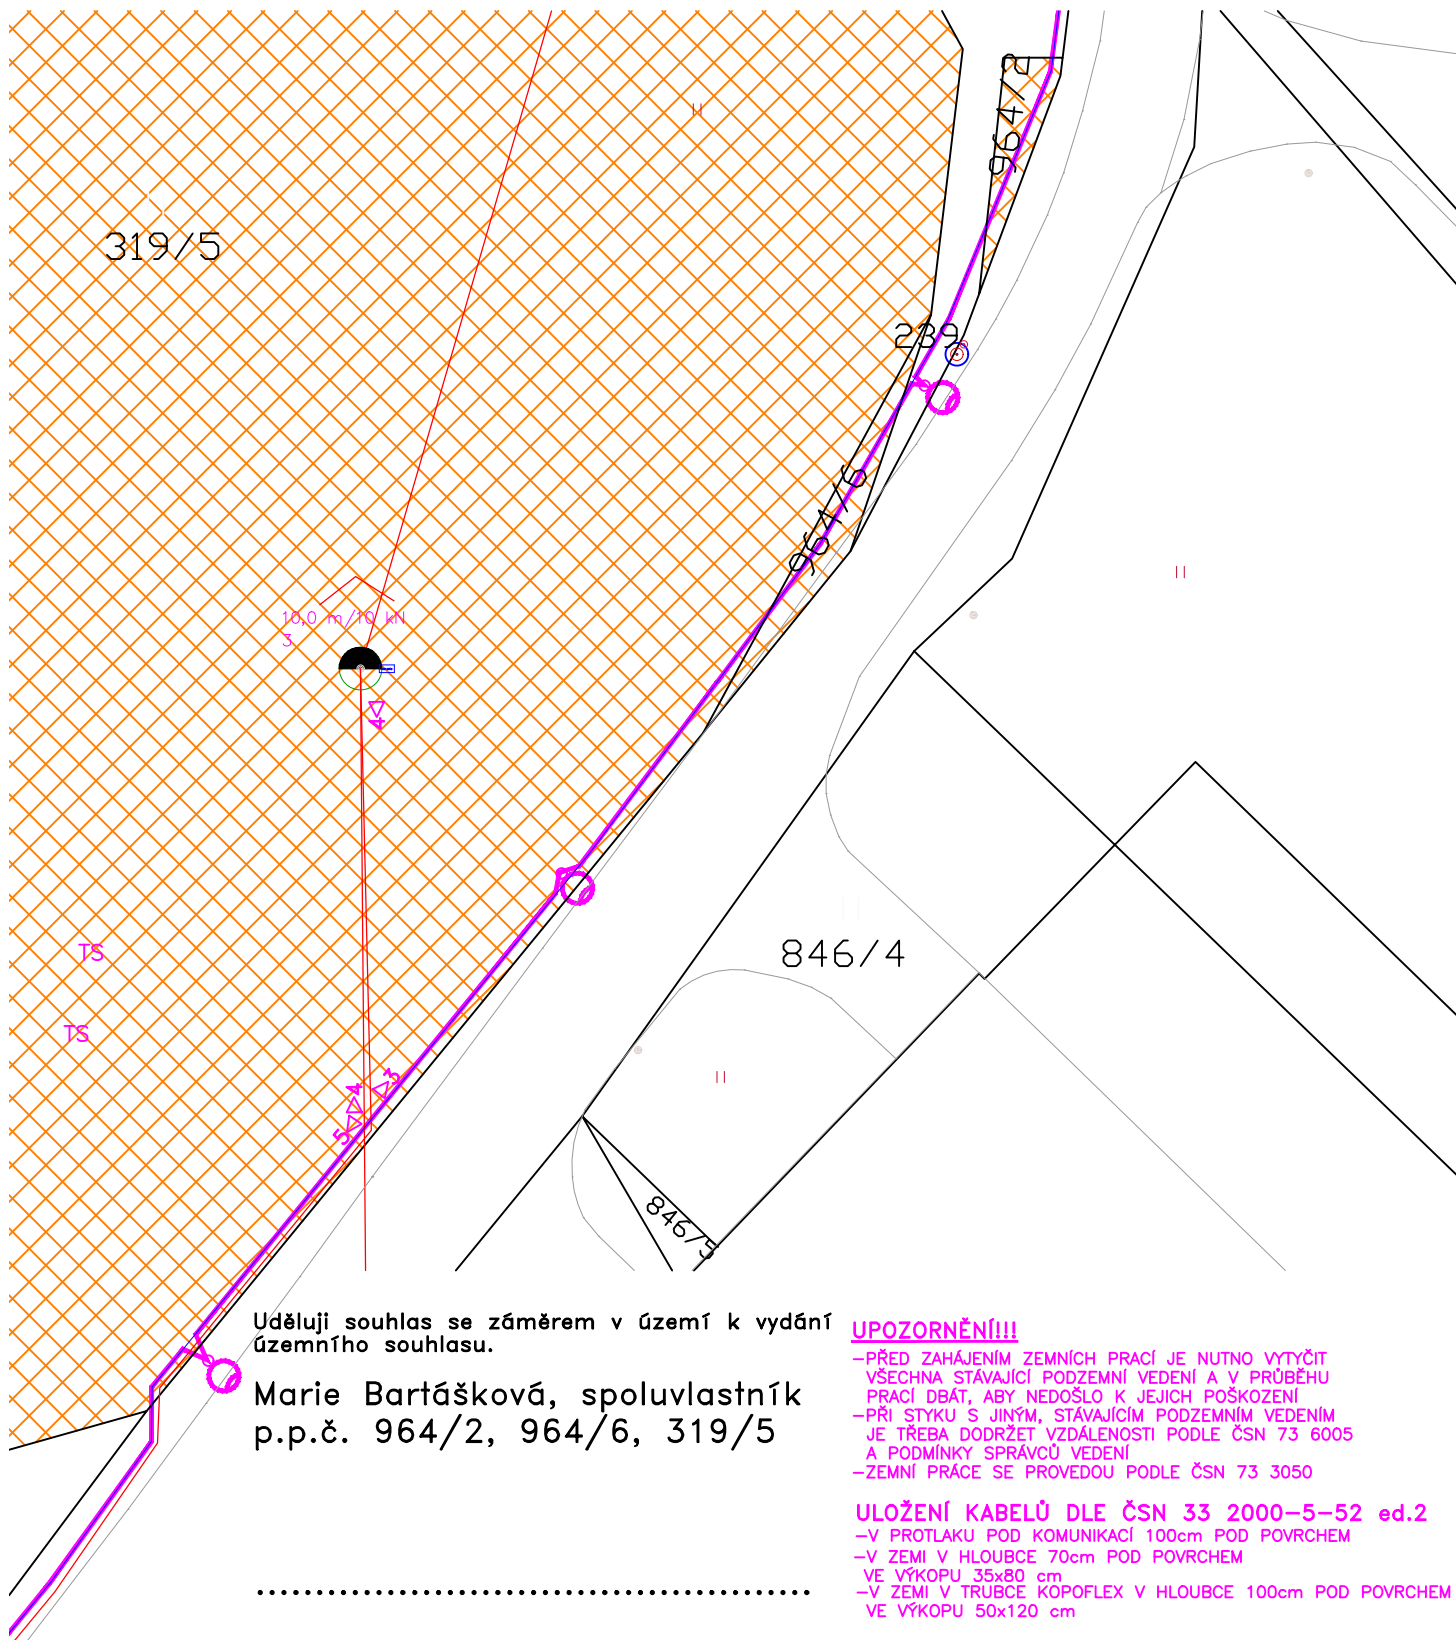 964/2
319/5
239
964/6
10,0 m/10 kN
3
4
TS
846/4
TS
3
4
5
846/5
Uděluji souhlas se záměrem v území k vydání
územního souhlasu.
Marie Bartášková, spoluvlastník
p.p.č. 964/2, 964/6, 319/5
..............................................
UPOZORNĚNÍ!!!
-PŘED ZAHÁJENÍM ZEMNÍCH PRACÍ JE NUTNO VYTYČIT
VŠECHNA STÁVAJÍCÍ PODZEMNÍ VEDENÍ A V PRŮBĚHU
PRACÍ DBÁT, ABY NEDOŠLO K JEJICH POŠKOZENÍ
-PŘI STYKU S JINÝM, STÁVAJÍCÍM PODZEMNÍM VEDENÍM
JE TŘEBA DODRŽET VZDÁLENOSTI PODLE ČSN 73 6005
A PODMÍNKY SPRÁVCŮ VEDENÍ
-ZEMNÍ PRÁCE SE PROVEDOU PODLE ČSN 73 3050
ULOŽENÍ KABELŮ DLE ČSN 33 2000-5-52 ed.2
-V PROTLAKU POD KOMUNIKACÍ 100cm POD POVRCHEM
-V ZEMI V HLOUBCE 70cm POD POVRCHEM
VE VÝKOPU 35x80 cm
-V ZEMI V TRUBCE KOPOFLEX V HLOUBCE 100cm POD POVRCHEM
VE VÝKOPU 50x120 cm